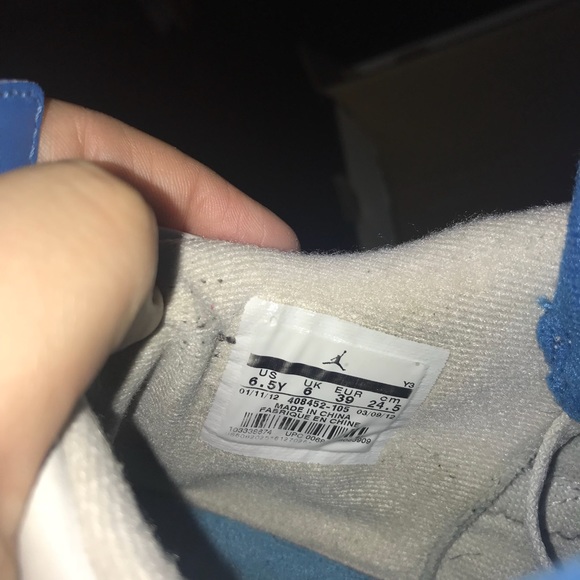 Y3
US UK EUR cm
6.5Y 6 39 24.5
01/11/12 408452-105 03/09/12
MADE IN CHINA
FABRIQUE EN CHINE